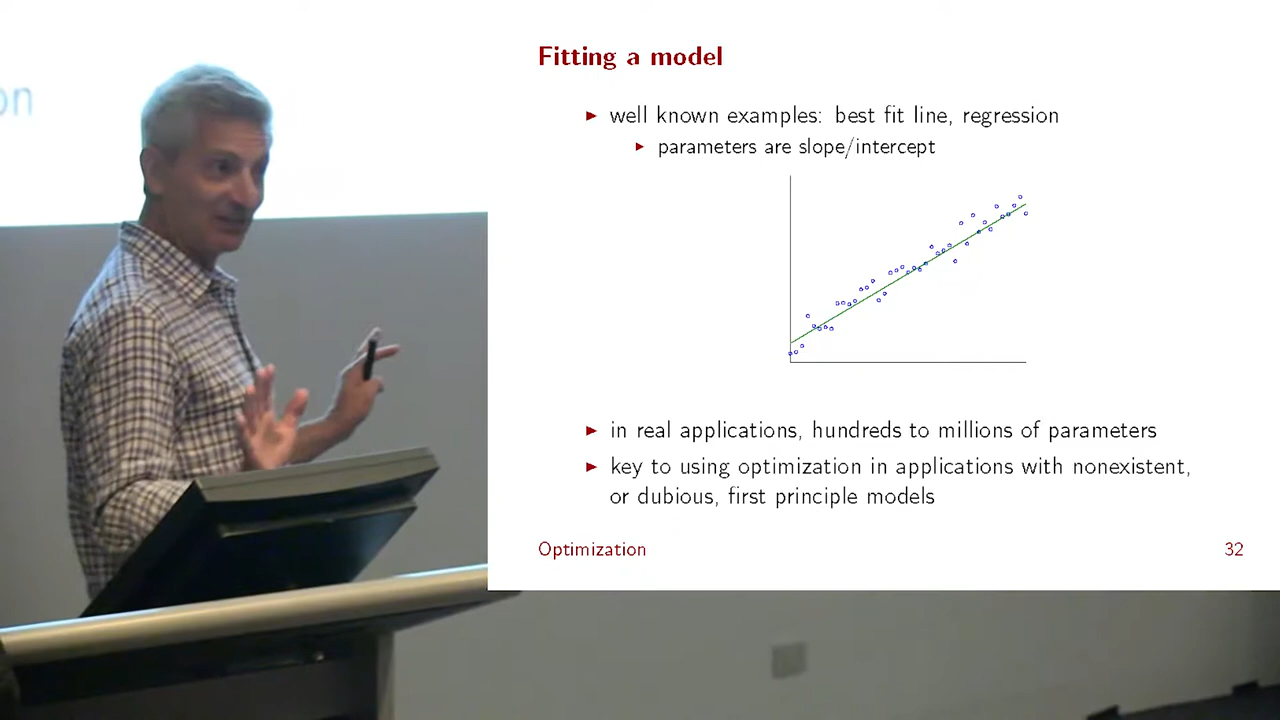 on
Fitting a model
▶ well known examples: best fit line, regression
▶ parameters are slope/intercept
▶ in real applications, hundreds to millions of parameters
▶ key to using optimization in applications with nonexistent,
or dubious, first principle models
Optimization 32